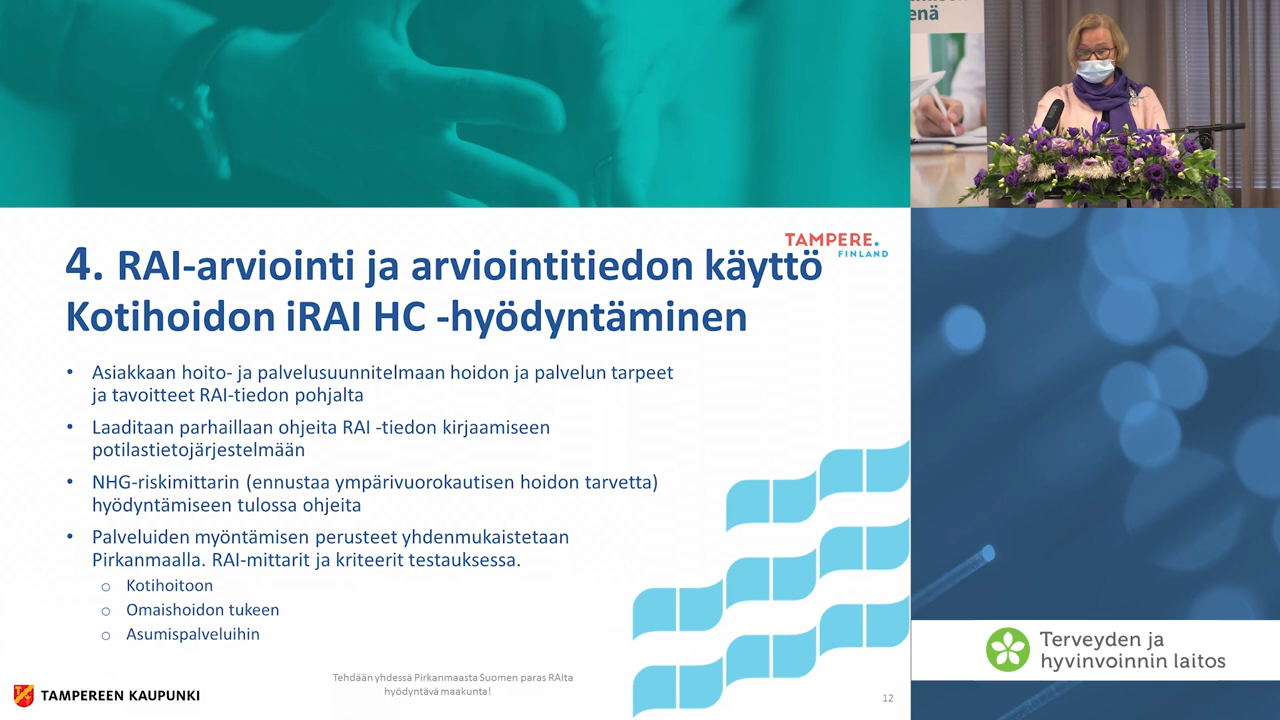 enä
TAMPERE.
FINLAND
4. RAI-arviointi ja arviointitiedon käyttö
Kotihoidon iRAI HC -hyödyntäminen
• Asiakkaan hoito- ja palvelusuunnitelmaan hoidon ja palvelun tarpeet
ja tavoitteet RAI-tiedon pohjalta
• Laaditaan parhaillaan ohjeita RAI -tiedon kirjaamiseen
potilastietojärjestelmään
• NHG-riskimittarin (ennustaa ympärivuorokautisen hoidon tarvetta)
hyödyntämiseen tulossa ohjeita
• Palveluiden myöntämisen perusteet yhdenmukaistetaan
Pirkanmaalla. RAI-mittarit ja kriteerit testauksessa.
o Kotihoitoon
o Omaishoidon tukeen
o Asumispalveluihin
Terveyden ja
hyvinvoinnin laitos
TAMPEREEN KAUPUNKI
Tehdään yhdessä Pirkanmaasta Suomen paras RAIta
hyödyntävä maakunta!
12